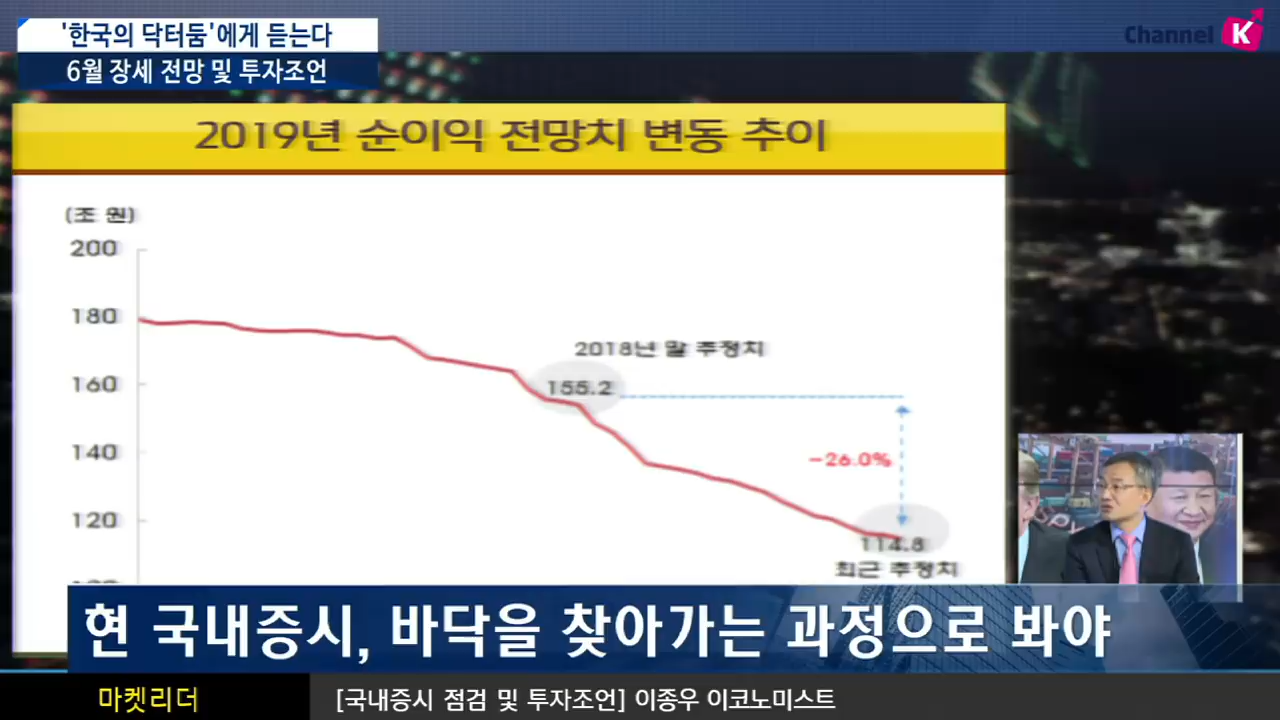 '한국의 닥터둠'에게 듣는다
6월 장세 전망 및 투자조언
Channel K
2019년 순이익 전망치 변동 추이
(조 원)
200
180
160
140
120
2018년 말 추정치
155.2
-26.0%
114.8
최근 추정치
현 국내증시, 바닥을 찾아가는 과정으로 봐야
마켓리더
[국내증시 점검 및 투자조언] 이종우 이코노미스트